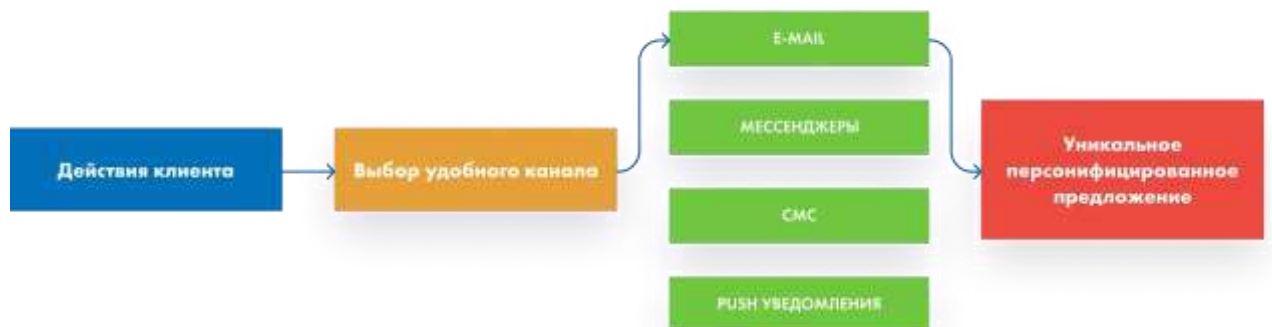 Действия клиента
Выбор удобного канала
E-MAIL
МЕССЕНДЖЕРЫ
СМС
PUSH УВЕДОМЛЕНИЯ
Уникальное
персонифицированное
предложение